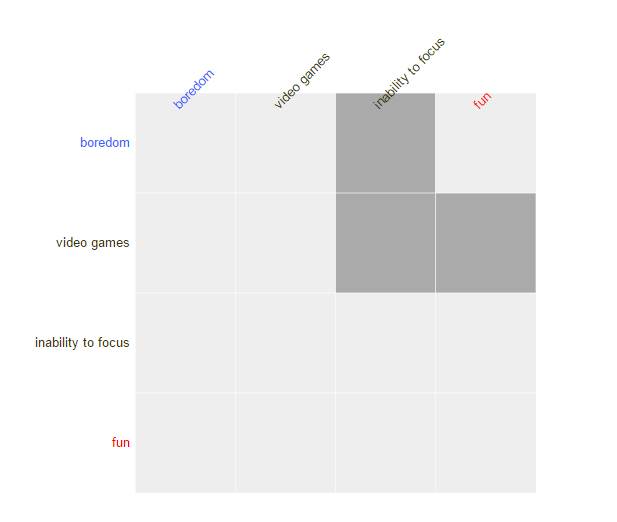 boredom
video games
inability to focus
fun
boredom
video games
inability to focus
fun